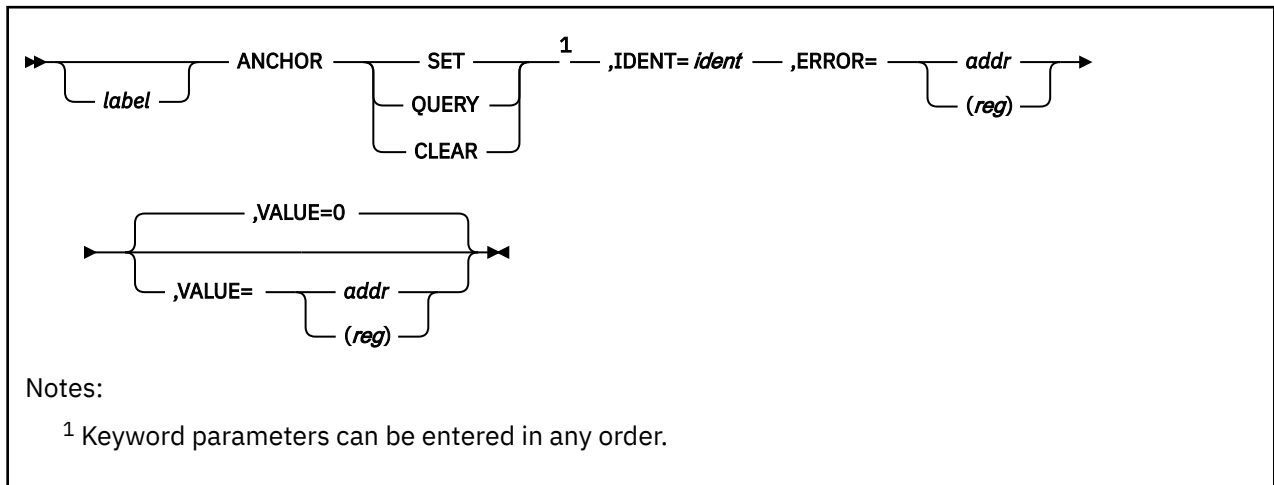 1
ANCHOR SET ,IDENT= ident ,ERROR= addr
label QUERY (reg)
CLEAR
,VALUE=0
,VALUE= addr
(reg)
Notes:
1 Keyword parameters can be entered in any order.